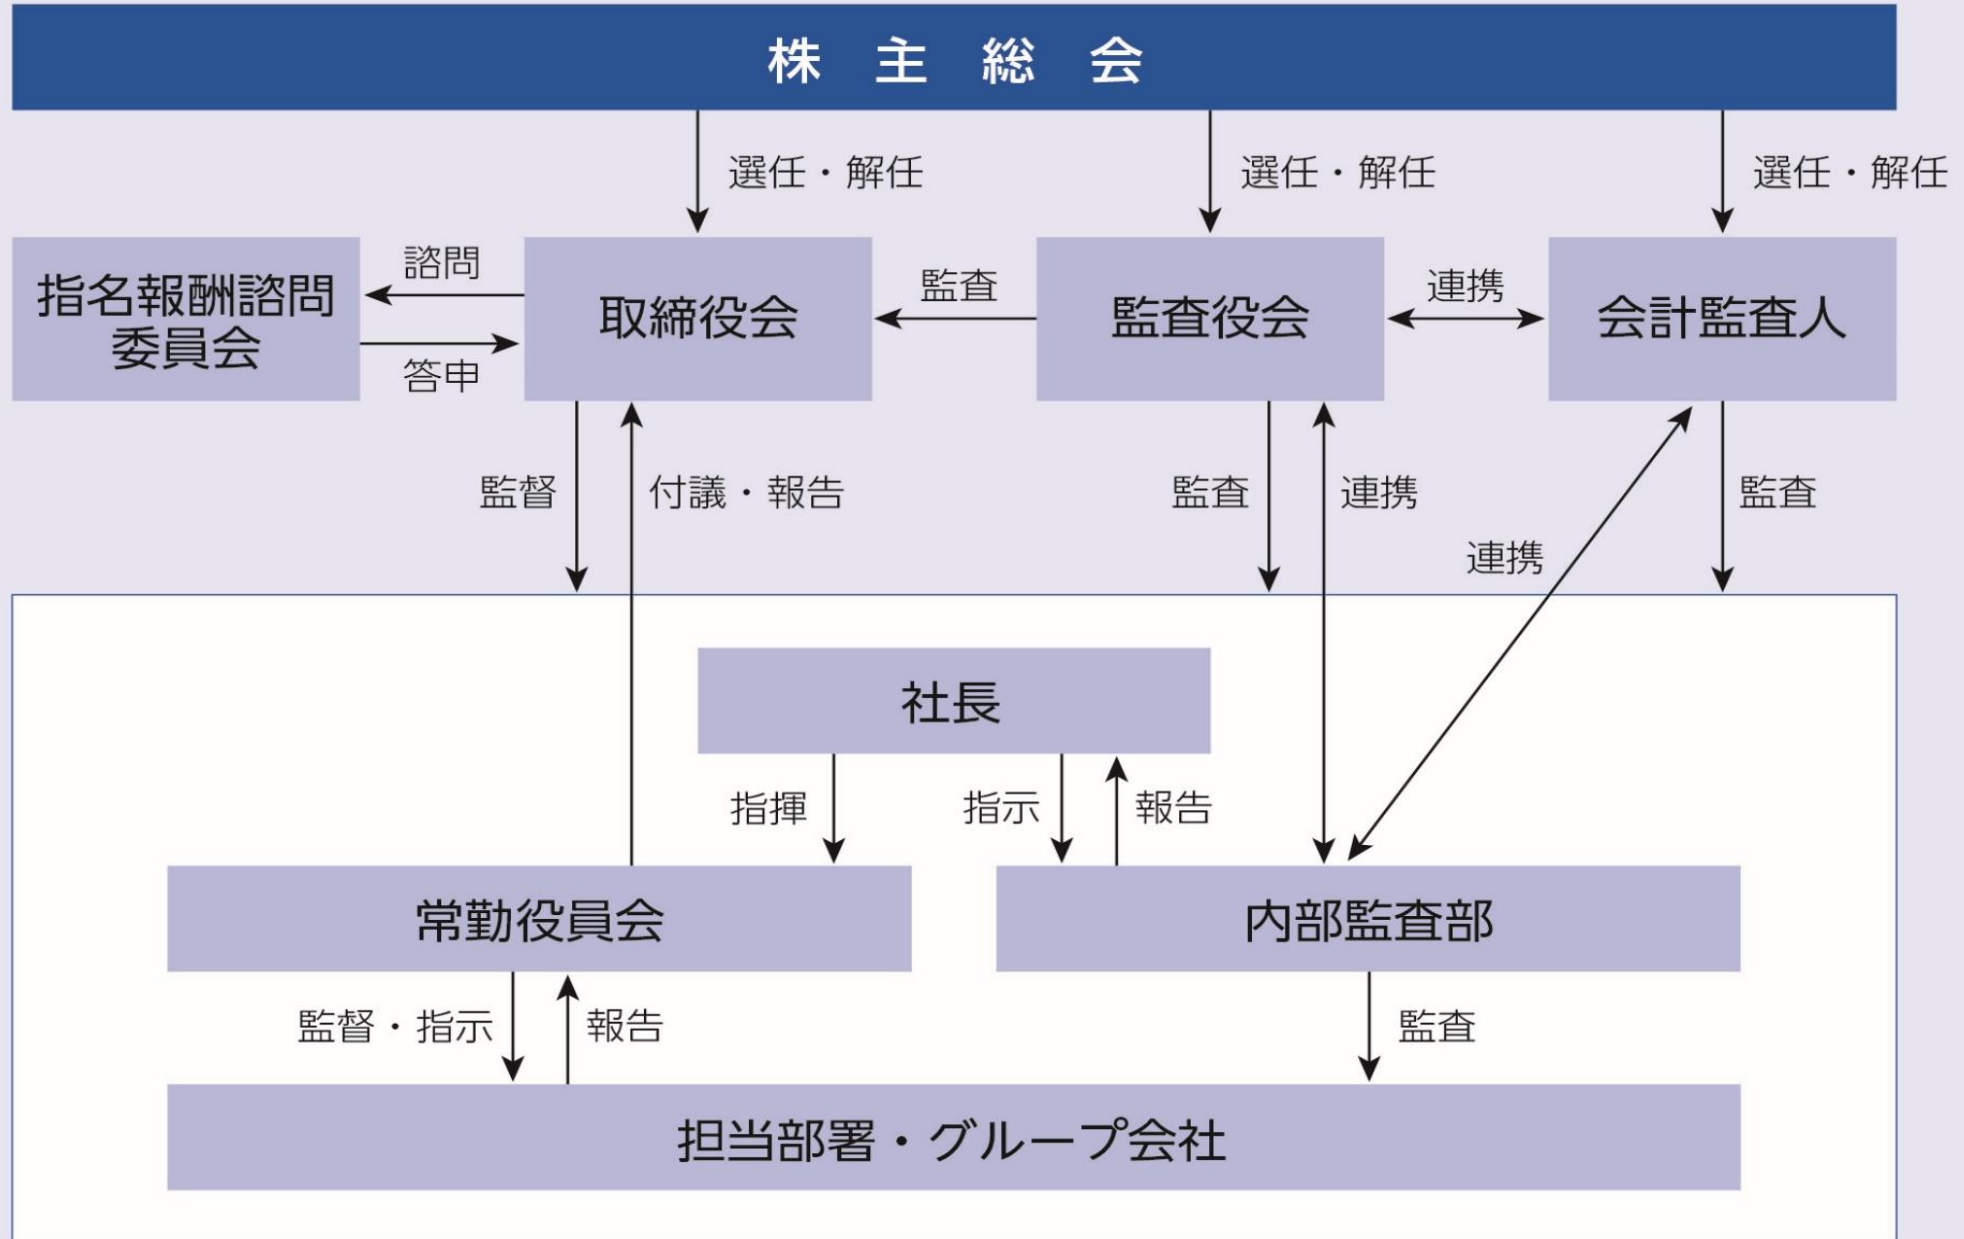 株主総会
選任・解任
選任・解任
選任・解任
指名報酬諮問
委員会
諮問
答申
取締役会
監査
監査役会
連携
会計監査人
監督
付議・報告
監査
連携
連携
監査
社長
指揮
指示
報告
常勤役員会
内部監査部
監督・指示
報告
監査
担当部署・グループ会社